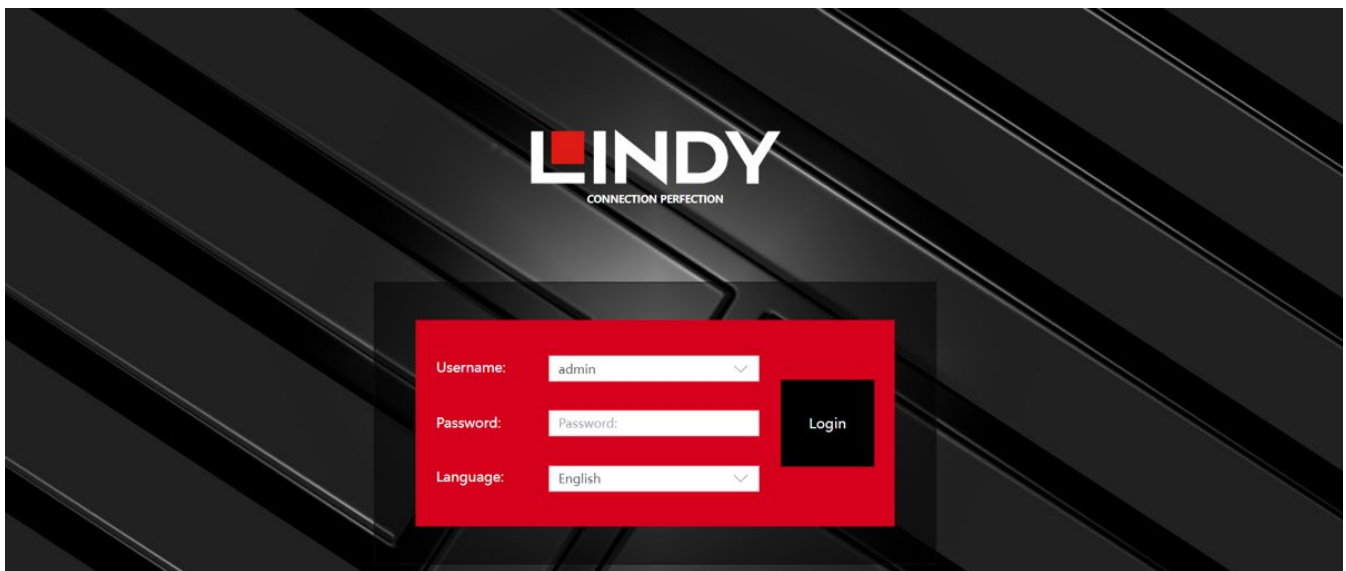 LINDY
CONNECTION PERFECTION
Username: admin
Password: Password:
Login
Language: English